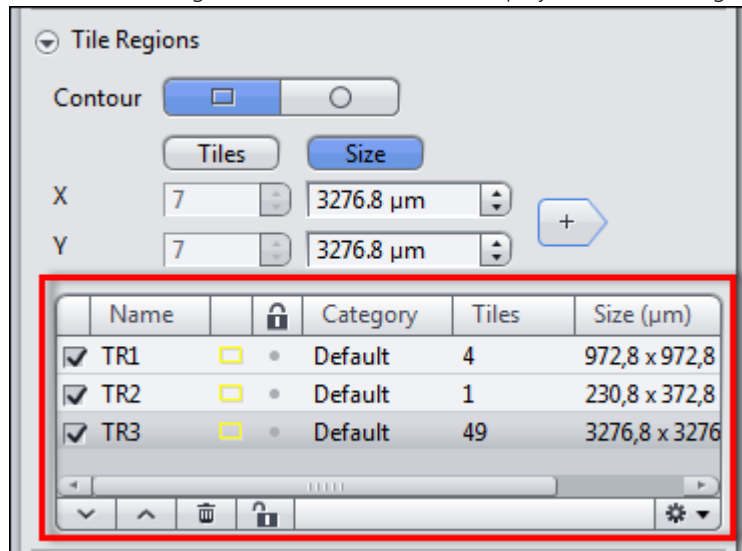 Tile Regions
Contour
Tiles Size
X 7 3276.8 µm
+
Y 7 3276.8 µm
Name Category Tiles Size (µm)
TR1 Default 4 972,8 x 972,8
TR2 Default 1 230,8 x 372,8
TR3 Default 49 3276,8 x 3276